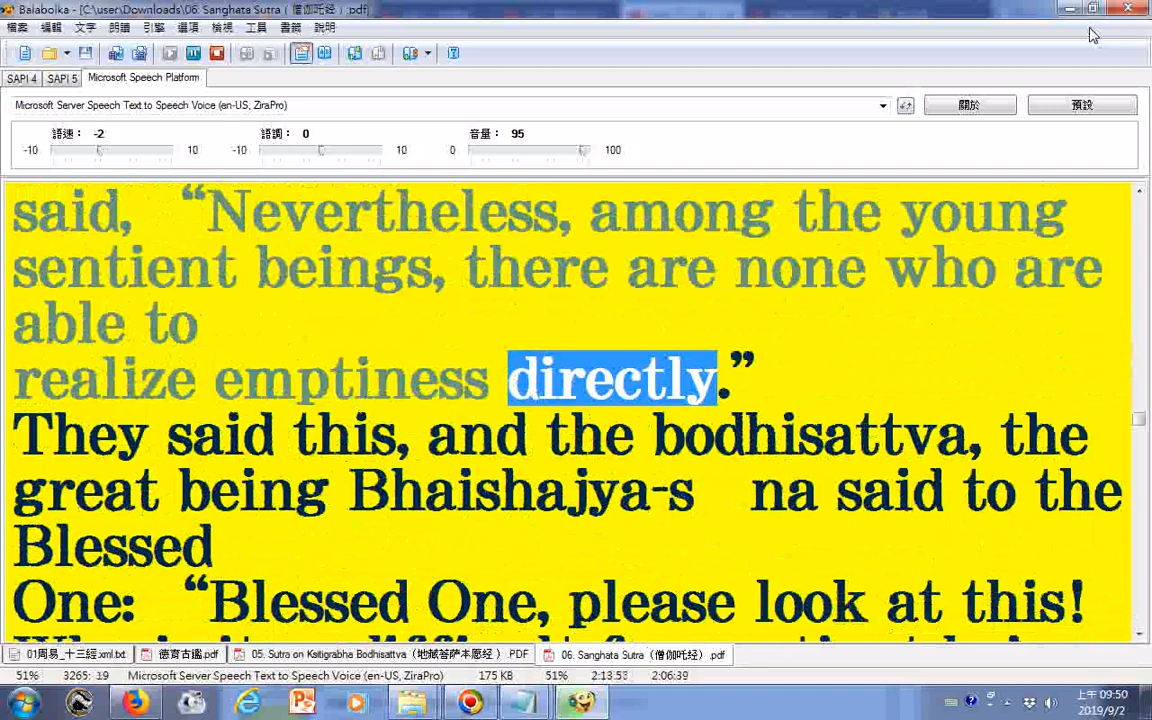 Balabolka - [C:\user\Downloads\06. Sanghata Sutra（僧伽吒经）.pdf]
檔案 編輯 文字 朗讀 引擎 選項 檢視 工具 書籤 說明
SAPI 4 SAPI 5 Microsoft Speech Platform
Microsoft Server Speech Text to Speech Voice (en-US, ZiraPro) 關於 預設
語速： -2 語調： 0 音量： 95
-10 10 -10 10 0 100
said, “Nevertheless, among the young
sentient beings, there are none who are
able to
realize emptiness directly.”
They said this, and the bodhisattva, the
great being Bhaishajya-s na said to the
Blessed
One: “Blessed One, please look at this!
01周易_十三經.xml.txt 德育古鑑.pdf 05. Sutra on Ksitigrabha Bodhisattva（地藏菩萨本愿经）.PDF 06. Sanghata Sutra（僧伽吒经）.pdf
51% 3265: 19 Microsoft Server Speech Text to Speech Voice (en-US, ZiraPro) 175 KB 51% 2:13:53 2:06:39
上午 09:50
2019/9/2